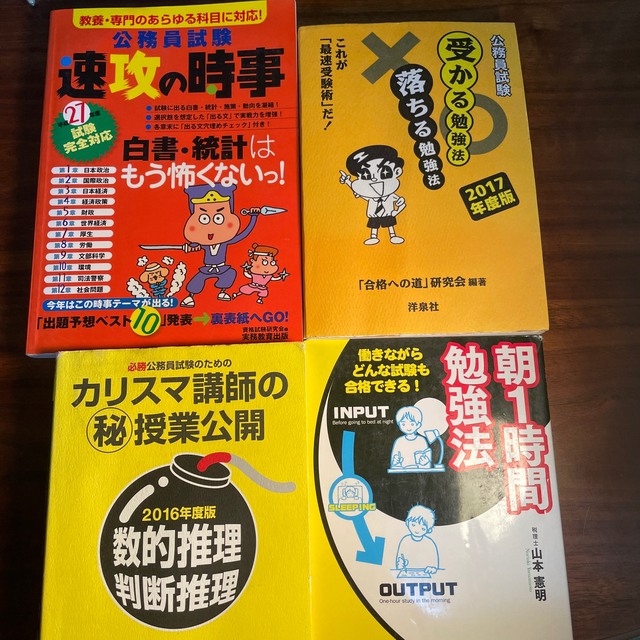 教養・専門のあらゆる科目に対応!
公務員試験
速攻の時事
平成27年度
試験
完全対応
試験に出る白書・統計・施策・動向を凝縮!
選択肢を想定した「出る文」で実戦力を増強!
各章末に「出る文穴埋めチェック」付き!
白書・統計は
もう怖くないっ!
第1章 日本政治
第2章 国際政治
第3章 日本経済
第4章 経済政策
第5章 財政
第6章 世界経済
第7章 厚生
第8章 労働
第9章 文部科学
第10章 環境
第11章 司法警察
第12章 社会問題
今年はこの時事テーマが出る!
「出題予想ベスト10」発表→裏表紙へGO!
資格試験研究会編
実務教育出版
公務員試験
受かる勉強法
落ちる勉強法
これが
「最速受験術」だ!
2017
年度版
「合格への道」研究会 編著
洋泉社
必勝公務員試験のための
カリスマ講師の
㊙授業公開
2016年度版
数的推理
判断推理
働きながら
どんな試験も
合格できる!
朝1時間
勉強法
INPUT
Before going to bed at night
SLEEPING
OUTPUT
One-hour study in the morning
税理士 山本憲明